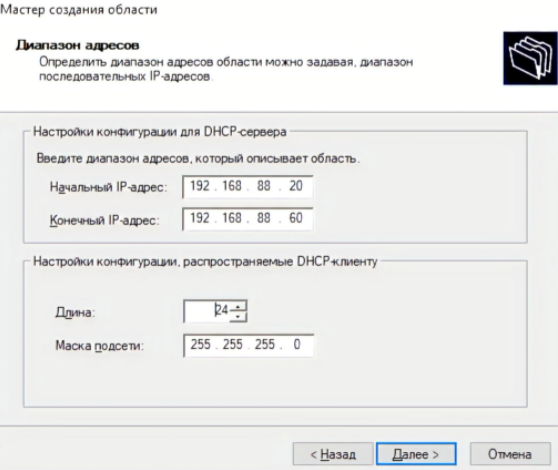 Мастер создания области
Диапазон адресов
Определить диапазон адресов области можно задавая, диапазон
последовательных IP-адресов.
Настройки конфигурации для DHCP-сервера
Введите диапазон адресов, который описывает область.
Начальный IP-адрес: 192 . 168 . 88 . 20
Конечный IP-адрес: 192 . 168 . 88 . 60
Настройки конфигурации, распространяемые DHCP-клиенту
Длина: 24
Маска подсети: 255 . 255 . 255 . 0
< Назад Далее > Отмена